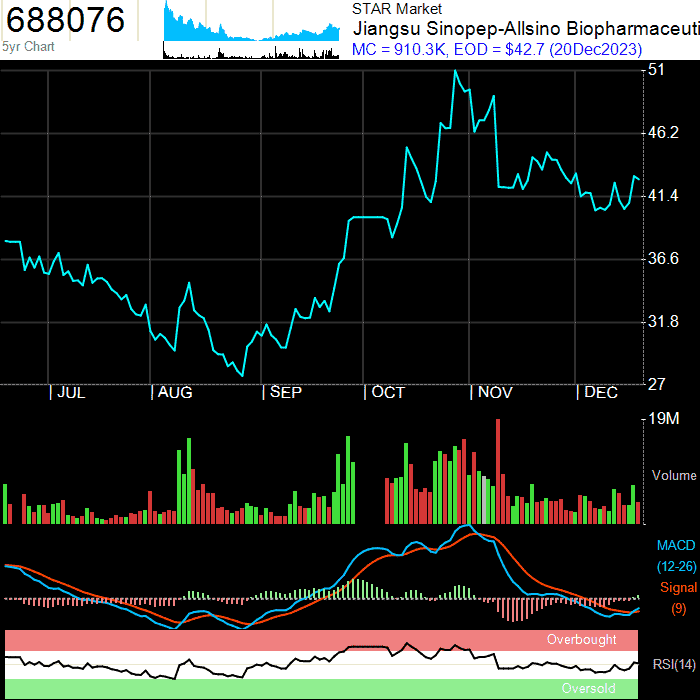 688076
5yr Chart
STAR Market
Jiangsu Sinopep-Allsino Biopharmaceuti
MC = 910.3K, EOD = $42.7 (20Dec2023)
51
46.2
41.4
36.6
31.8
27
| JUL | AUG | SEP | OCT | NOV | DEC
19M
Volume
MACD
(12-26)
Signal
(9)
Overbought
RSI(14)
Oversold